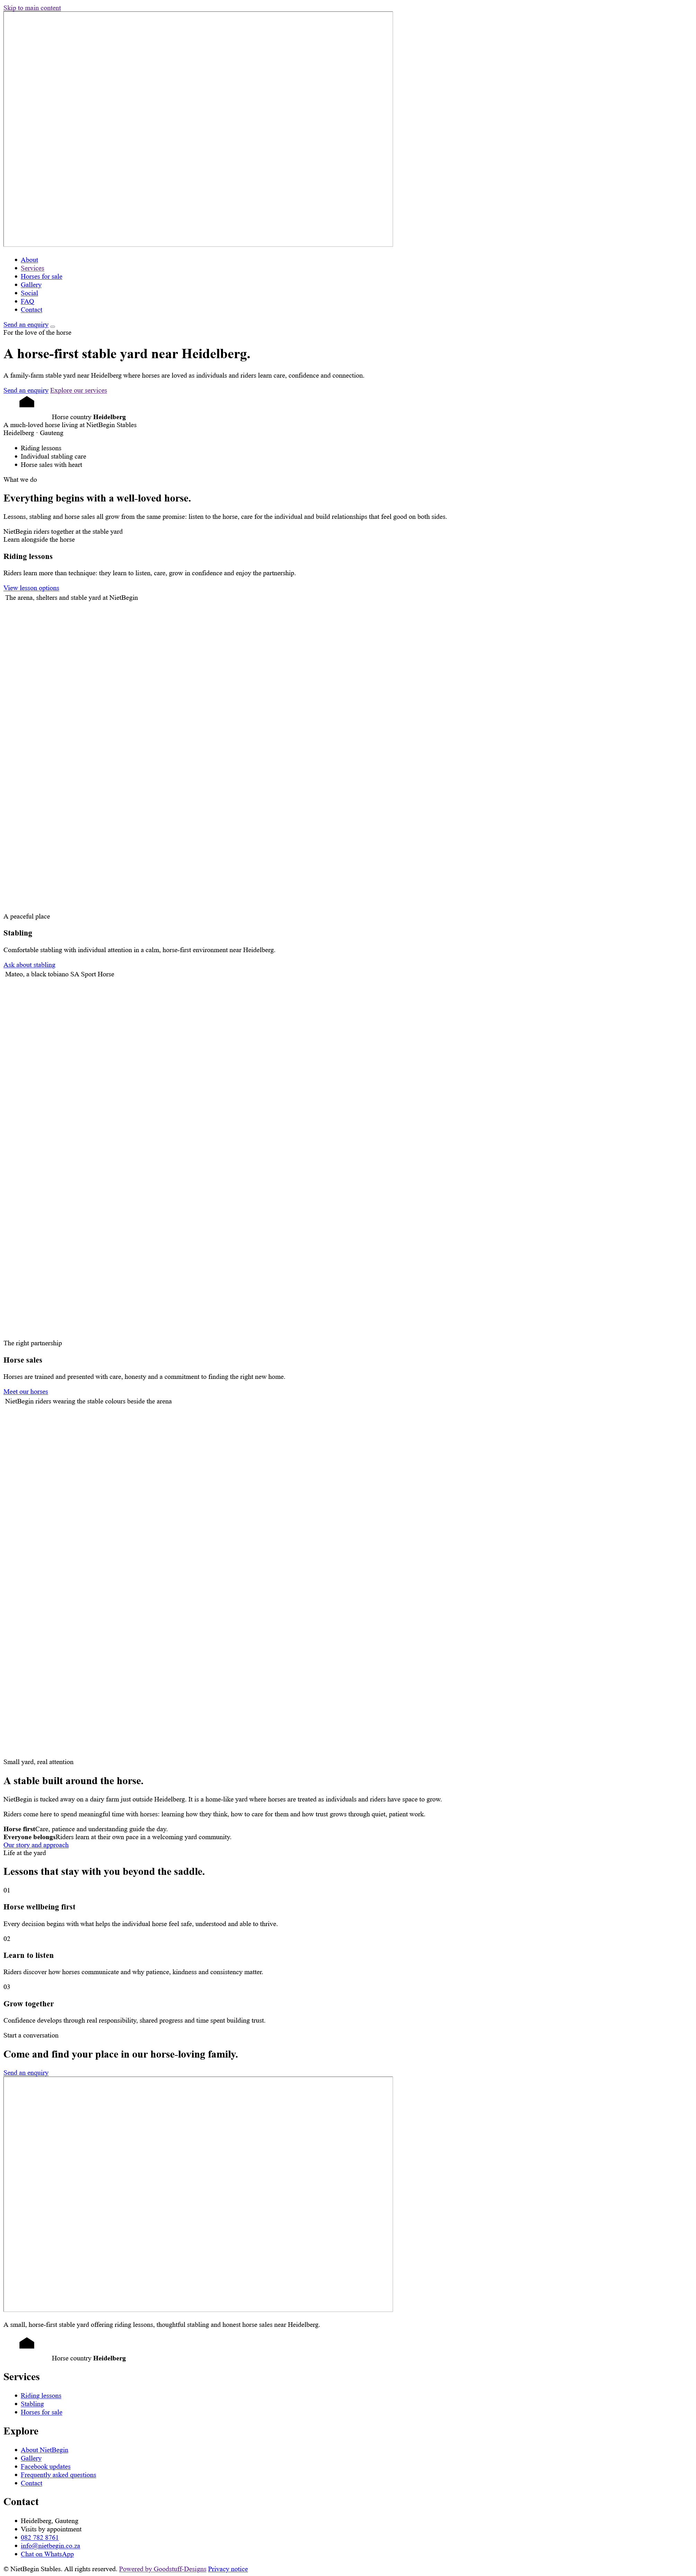 Skip to main content
About
Services
Horses for sale
Gallery
Social
FAQ
Contact
Send an enquiry
For the love of the horse
A horse-first stable yard near Heidelberg.
A family-farm stable yard near Heidelberg where horses are loved as individuals and riders learn care, confidence and connection.
Send an enquiry Explore our services
Horse country Heidelberg
A much-loved horse living at NietBegin Stables
Heidelberg · Gauteng
Riding lessons
Individual stabling care
Horse sales with heart
What we do
Everything begins with a well-loved horse.
Lessons, stabling and horse sales all grow from the same promise: listen to the horse, care for the individual and build relationships that feel good on both sides.
NietBegin riders together at the stable yard
Learn alongside the horse
Riding lessons
Riders learn more than technique: they learn to listen, care, grow in confidence and enjoy the partnership.
View lesson options
The arena, shelters and stable yard at NietBegin
A peaceful place
Stabling
Comfortable stabling with individual attention in a calm, horse-first environment near Heidelberg.
Ask about stabling
Mateo, a black tobiano SA Sport Horse
The right partnership
Horse sales
Horses are trained and presented with care, honesty and a commitment to finding the right new home.
Meet our horses
NietBegin riders wearing the stable colours beside the arena
Small yard, real attention
A stable built around the horse.
NietBegin is tucked away on a dairy farm just outside Heidelberg. It is a home-like yard where horses are treated as individuals and riders have space to grow.
Riders come here to spend meaningful time with horses: learning how they think, how to care for them and how trust grows through quiet, patient work.
Horse firstCare, patience and understanding guide the day.
Everyone belongsRiders learn at their own pace in a welcoming yard community.
Our story and approach
Life at the yard
Lessons that stay with you beyond the saddle.
01
Horse wellbeing first
Every decision begins with what helps the individual horse feel safe, understood and able to thrive.
02
Learn to listen
Riders discover how horses communicate and why patience, kindness and consistency matter.
03
Grow together
Confidence develops through real responsibility, shared progress and time spent building trust.
Start a conversation
Come and find your place in our horse-loving family.
Send an enquiry
A small, horse-first stable yard offering riding lessons, thoughtful stabling and honest horse sales near Heidelberg.
Horse country Heidelberg
Services
Riding lessons
Stabling
Horses for sale
Explore
About NietBegin
Gallery
Facebook updates
Frequently asked questions
Contact
Contact
Heidelberg, Gauteng
Visits by appointment
082 782 8761
info@nietbegin.co.za
Chat on WhatsApp
© NietBegin Stables. All rights reserved. Powered by Goodstuff-Designs Privacy notice